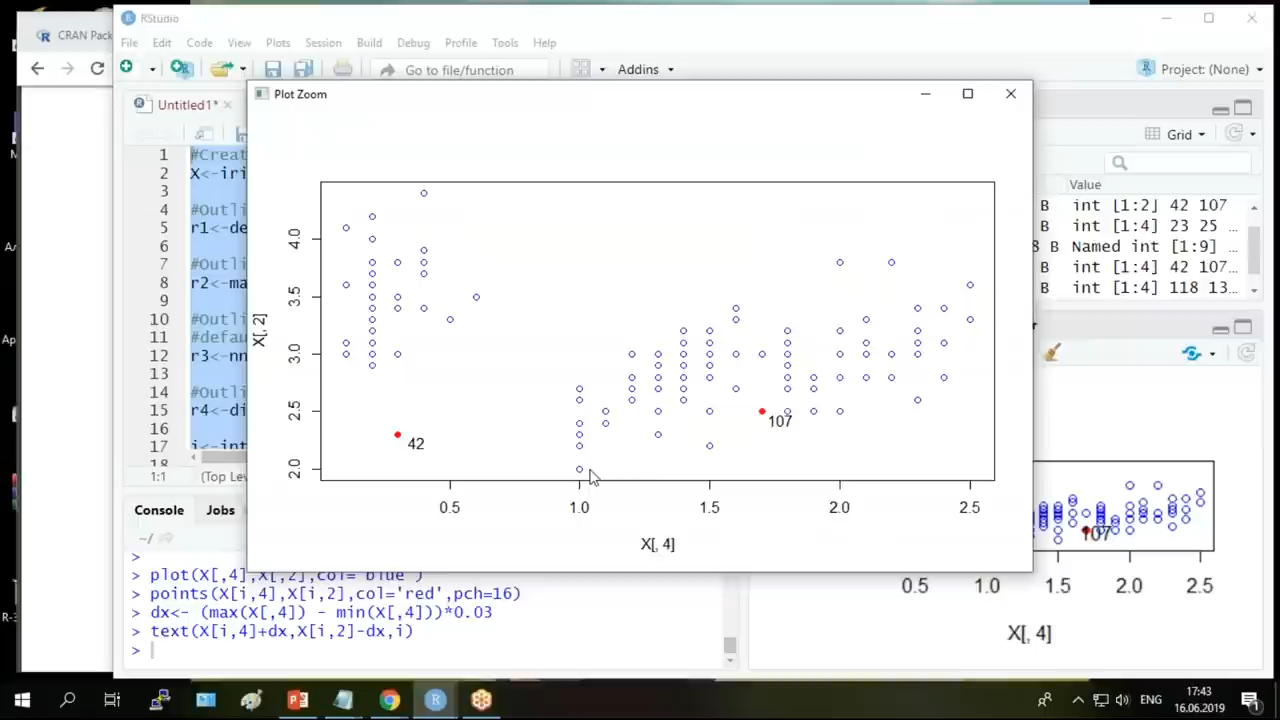 RStudio
CRAN Pack
File Edit Code View Plots Session Build Debug Profile Tools Help
Go to file/function
Addins
Project: (None)
Plot Zoom
Untitled1*
Grid
1 #Creat
2 X<-iri
3
4 #Outli
5 r1<-de
6
7 #Outli
8 r2<-ma
9
10 #Outli
11 #defau
12 r3<-nn
13
14 #Outli
15 r4<-di
16
17 i<-int
18
1:1 (Top Lev
Value
B int [1:2] 42 107
B int [1:4] 23 25 …
8 B Named int [1:9] …
B int [1:4] 42 107…
B int [1:4] 118 13…
X[, 2]
4.0
3.5
3.0
2.5
2.0
42
107
0.5 1.0 1.5 2.0 2.5
X[, 4]
107
0.5 1.0 1.5 2.0 2.5
X[, 4]
Console Jobs
~/
>
> plot(X[,4],X[,2],col='blue')
> points(X[i,4],X[i,2],col='red',pch=16)
> dx<- (max(X[,4]) - min(X[,4]))*0.03
> text(X[i,4]+dx,X[i,2]-dx,i)
>
ENG
17:43
16.06.2019